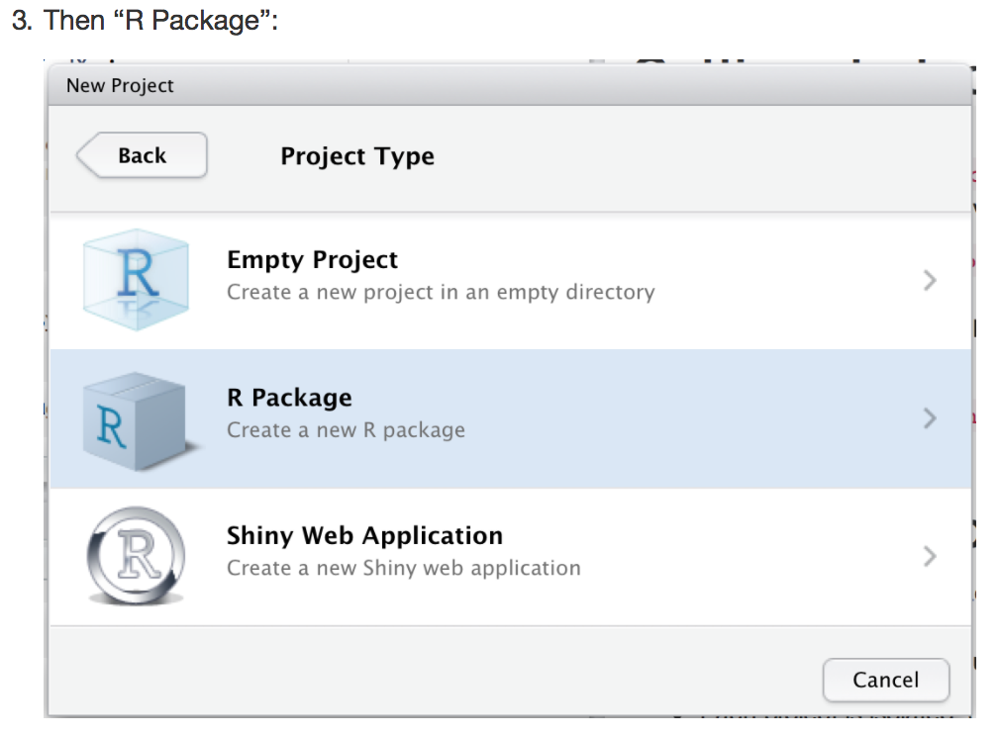 3. Then “R Package”:
New Project
Back
Project Type
R
Empty Project
Create a new project in an empty directory
R
R Package
Create a new R package
R
Shiny Web Application
Create a new Shiny web application
Cancel